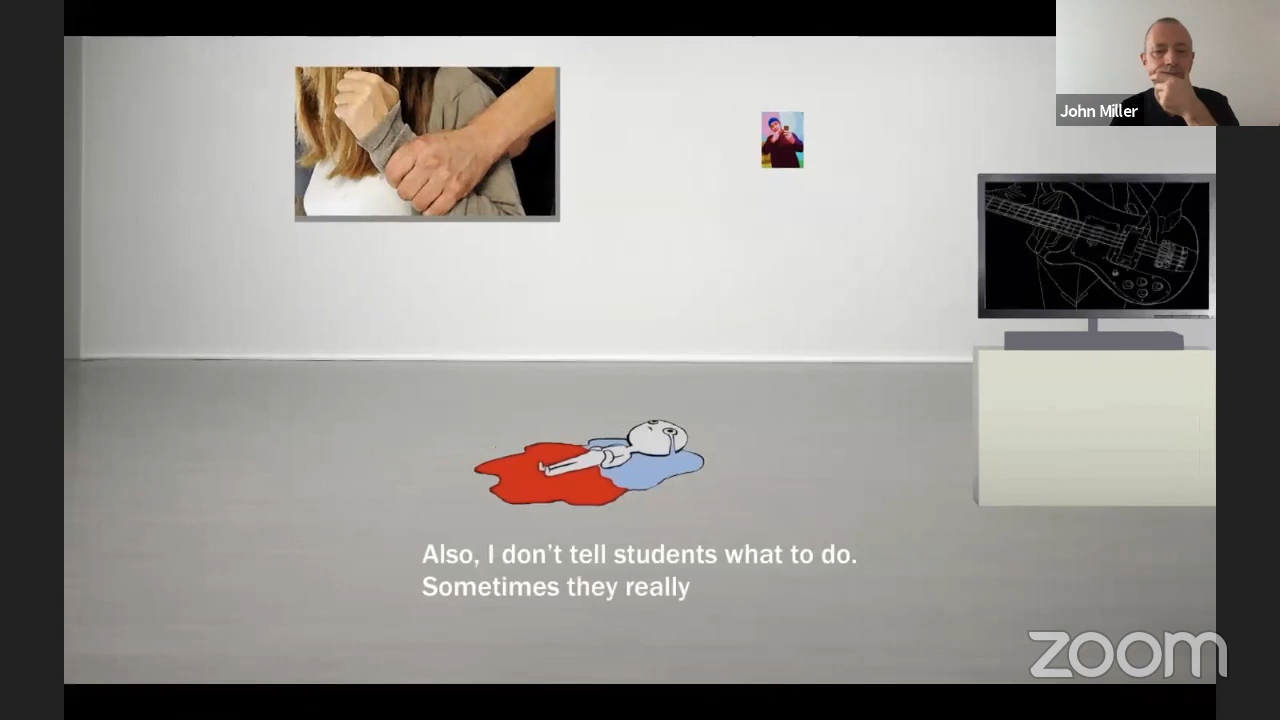 John Miller
Also, I don't tell students what to do.
Sometimes they really
zoom